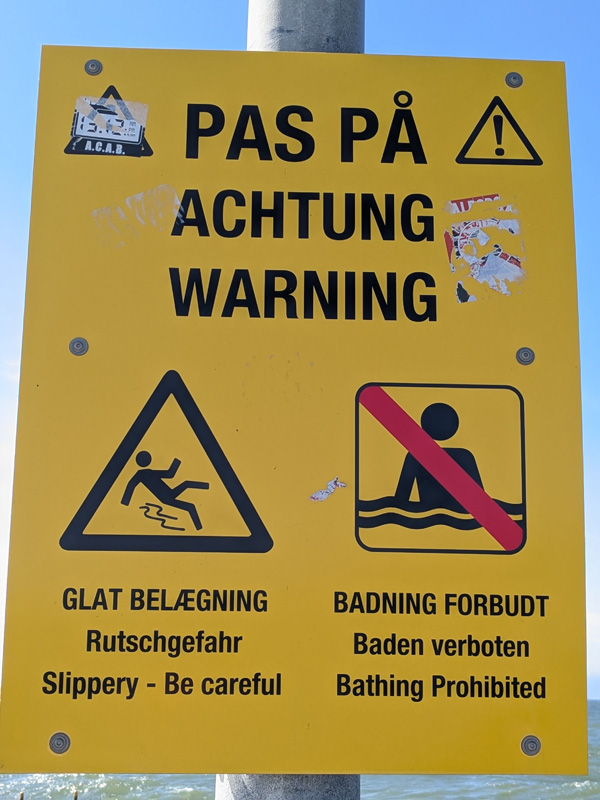 PAS PÅ
ACHTUNG
WARNING
A.C.A.B.
GLAT BELÆGNING
Rutschgefahr
Slippery - Be careful
BADNING FORBUDT
Baden verboten
Bathing Prohibited